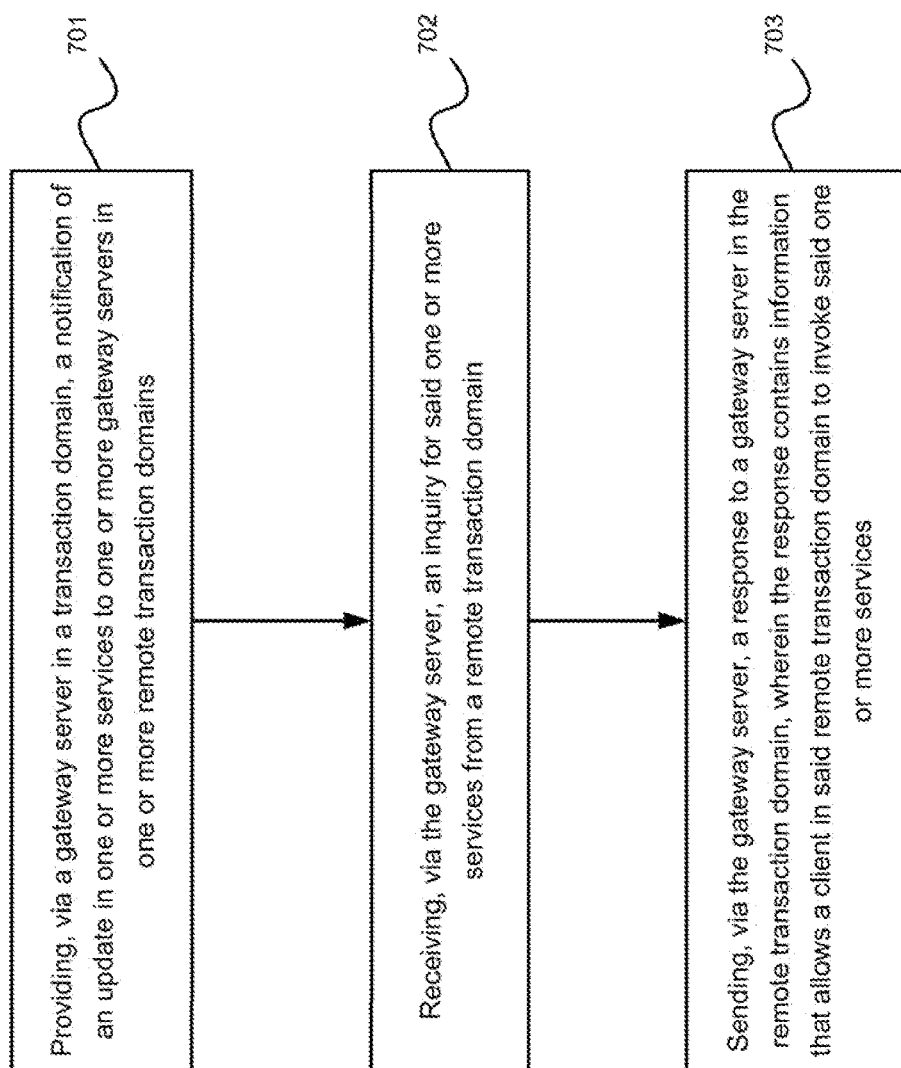 701
Providing, via a gateway server in a transaction domain, a notification of
an update in one or more services to one or more gateway servers in
one or more remote transaction domains
702
Receiving, via the gateway server, an inquiry for said one or more
services from a remote transaction domain
703
Sending, via the gateway server, a response to a gateway server in the
remote transaction domain, wherein the response contains information
that allows a client in said remote transaction domain to invoke said one
or more services